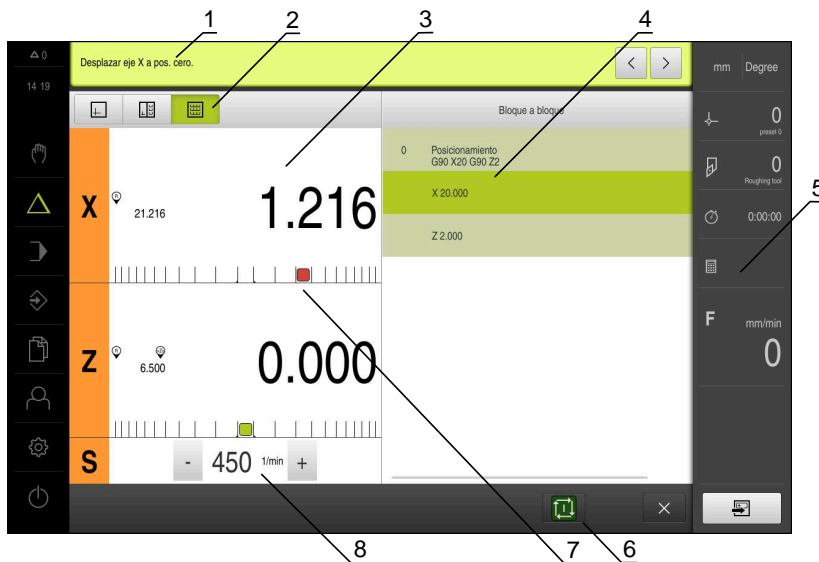 1
2
3
4
0
14 19
Desplazar eje X a pos. cero.
mm Degree
Bloque a bloque
0
preset 0
0
Roughing tool
0:00:00
5
F mm/min
0
X
R
21.216
1.216
0 Posicionamiento
G90 X20 G90 Z2
X 20.000
Z 2.000
Z
R
6.500
0.000
S
- 450 1/min +
8
7
6